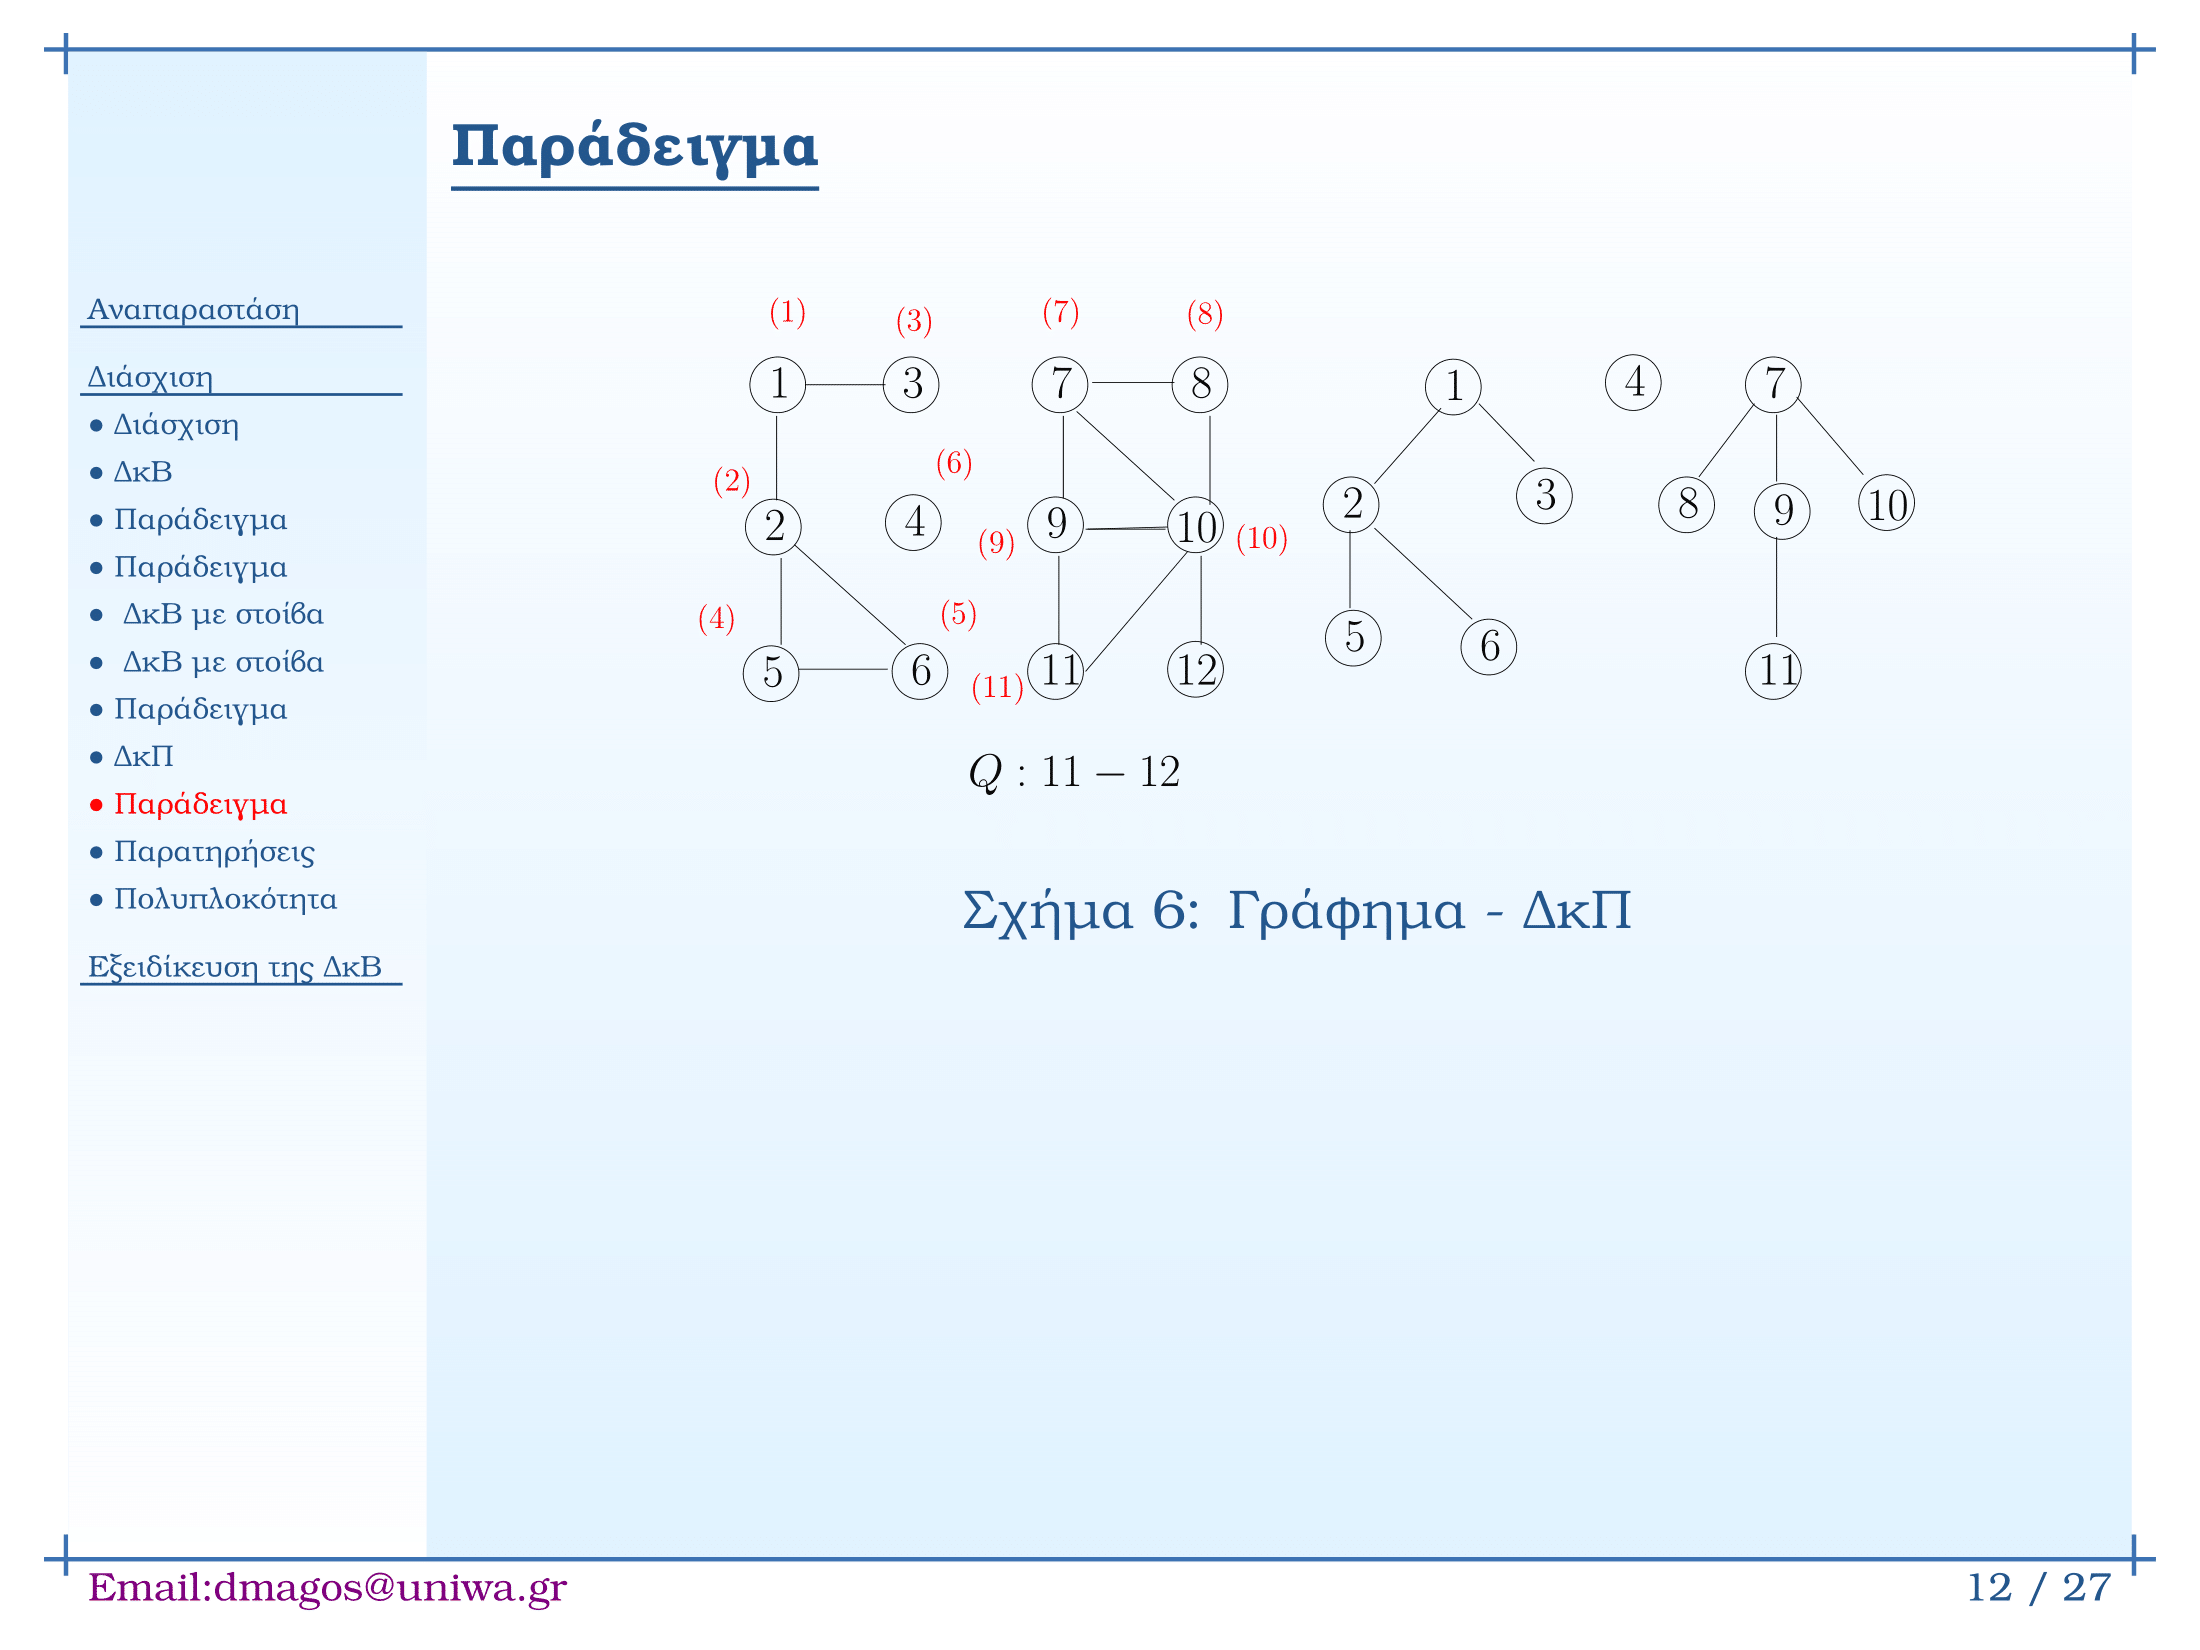 Παράδειγμα
Αναπαραστάση
Διάσχιση
● Διάσχιση
● ΔκΒ
● Παράδειγμα
● Παράδειγμα
● ΔκΒ με στοίβα
● ΔκΒ με στοίβα
● Παράδειγμα
● ΔκΠ
● Παράδειγμα
● Παρατηρήσεις
● Πολυπλοκότητα
Εξειδίκευση της ΔκΒ
(1) (3) (7) (8)
1 3 7 8 1 4 7
(2) (6)
2 4 9 10 2 3 8 9 10
(9) (10)
(4) (5)
5 6 11 12 5 6 11
(11)
Q : 11 − 12
Σχήμα 6: Γράφημα - ΔκΠ
Email:dmagos@uniwa.gr
12 / 27